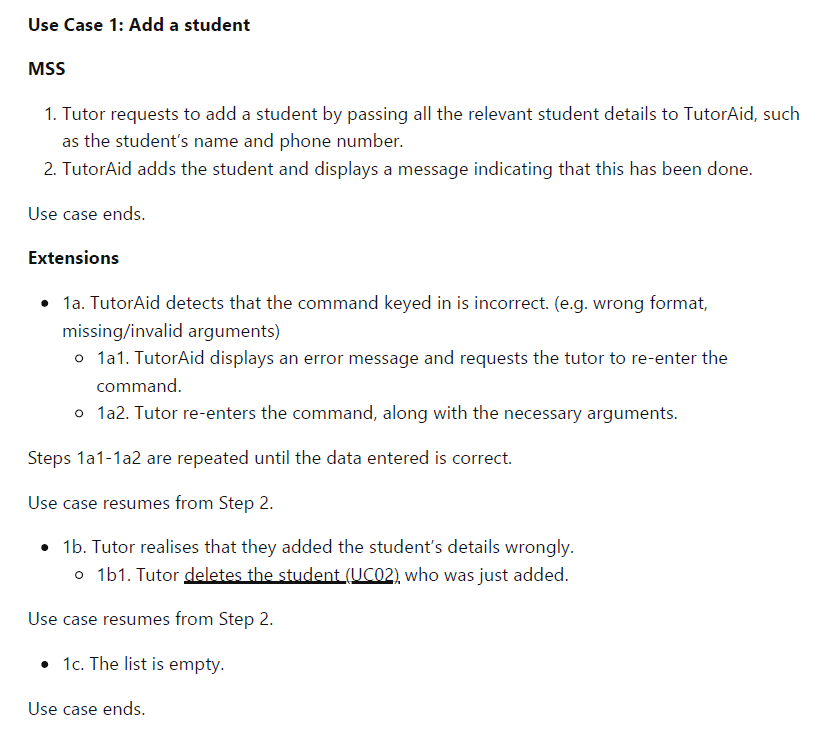 Use Case 1: Add a student
MSS
1. Tutor requests to add a student by passing all the relevant student details to TutorAid, such
as the student's name and phone number.
2. TutorAid adds the student and displays a message indicating that this has been done.
Use case ends.
Extensions
• 1a. TutorAid detects that the command keyed in is incorrect. (e.g. wrong format,
missing/invalid arguments)
◦ 1a1. TutorAid displays an error message and requests the tutor to re-enter the
command.
◦ 1a2. Tutor re-enters the command, along with the necessary arguments.
Steps 1a1-1a2 are repeated until the data entered is correct.
Use case resumes from Step 2.
• 1b. Tutor realises that they added the student's details wrongly.
◦ 1b1. Tutor deletes the student (UC02) who was just added.
Use case resumes from Step 2.
• 1c. The list is empty.
Use case ends.